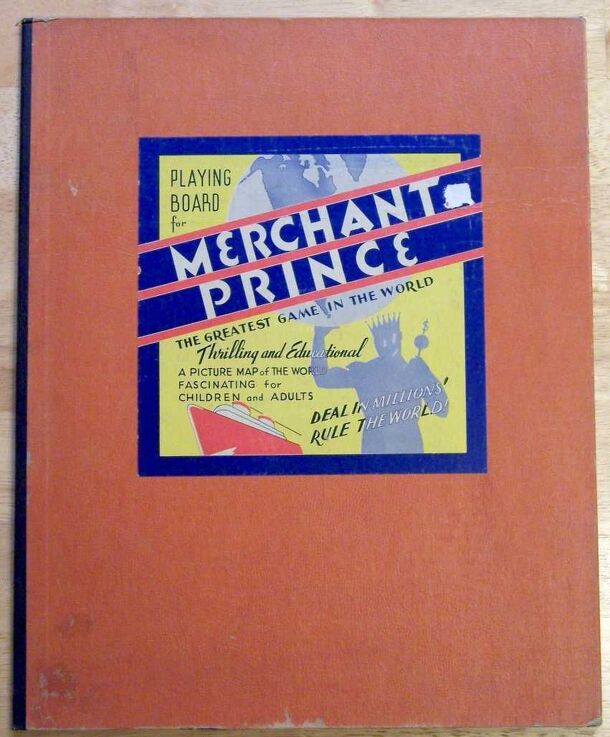 PLAYING
BOARD
for
MERCHANT
PRINCE
THE GREATEST GAME IN THE WORLD
Thrilling and Educational
A PICTURE MAP of THE WORLD
FASCINATING for
CHILDREN and ADULTS
$
DEAL IN MILLIONS'
RULE THE WORLD!